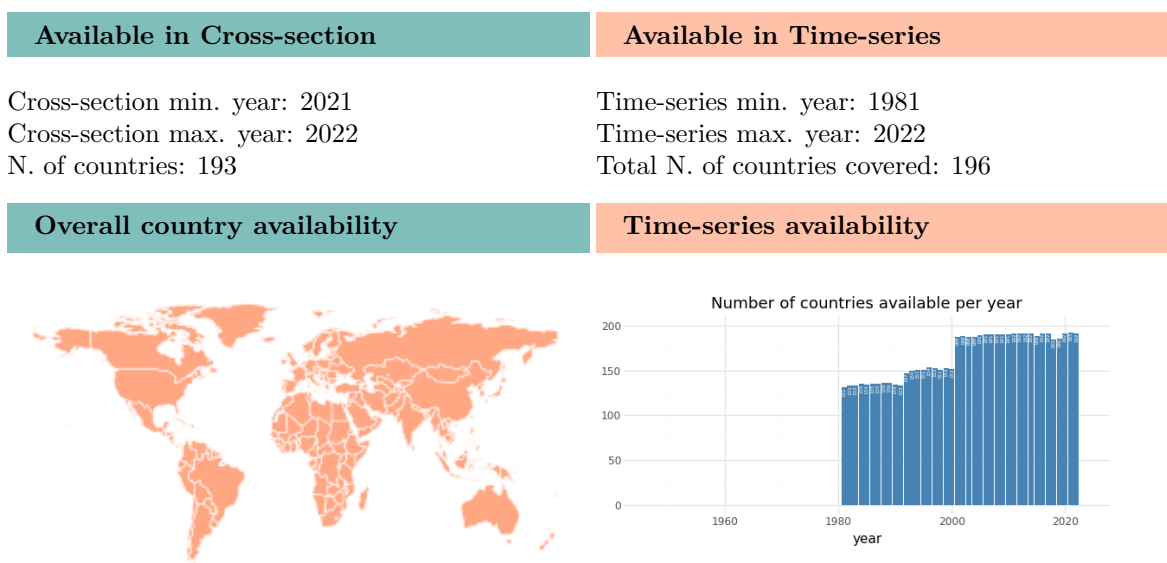 Available in Cross-section
Cross-section min. year: 2021
Cross-section max. year: 2022
N. of countries: 193
Available in Time-series
Time-series min. year: 1981
Time-series max. year: 2022
Total N. of countries covered: 196
Overall country availability
Time-series availability
Number of countries available per year
200
150
100
50
0
1960 1980 2000 2020
year